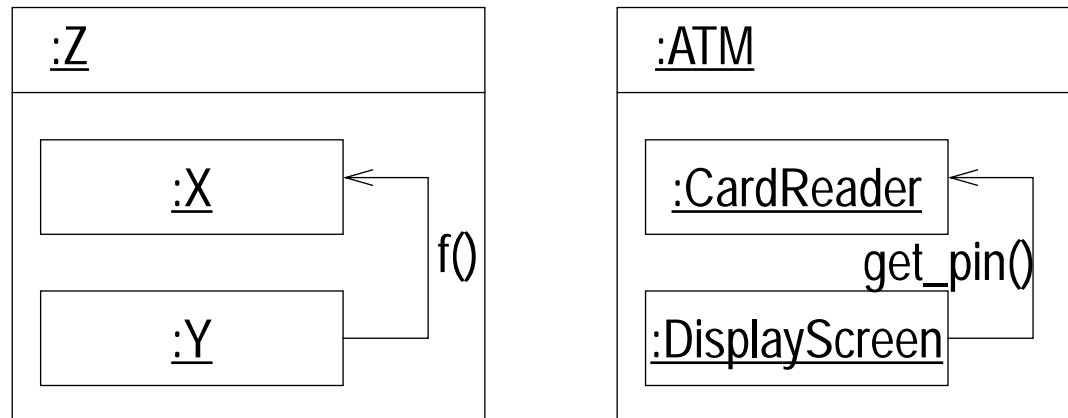 :Z
:X
f()
:Y
:ATM
:CardReader
get_pin()
:DisplayScreen